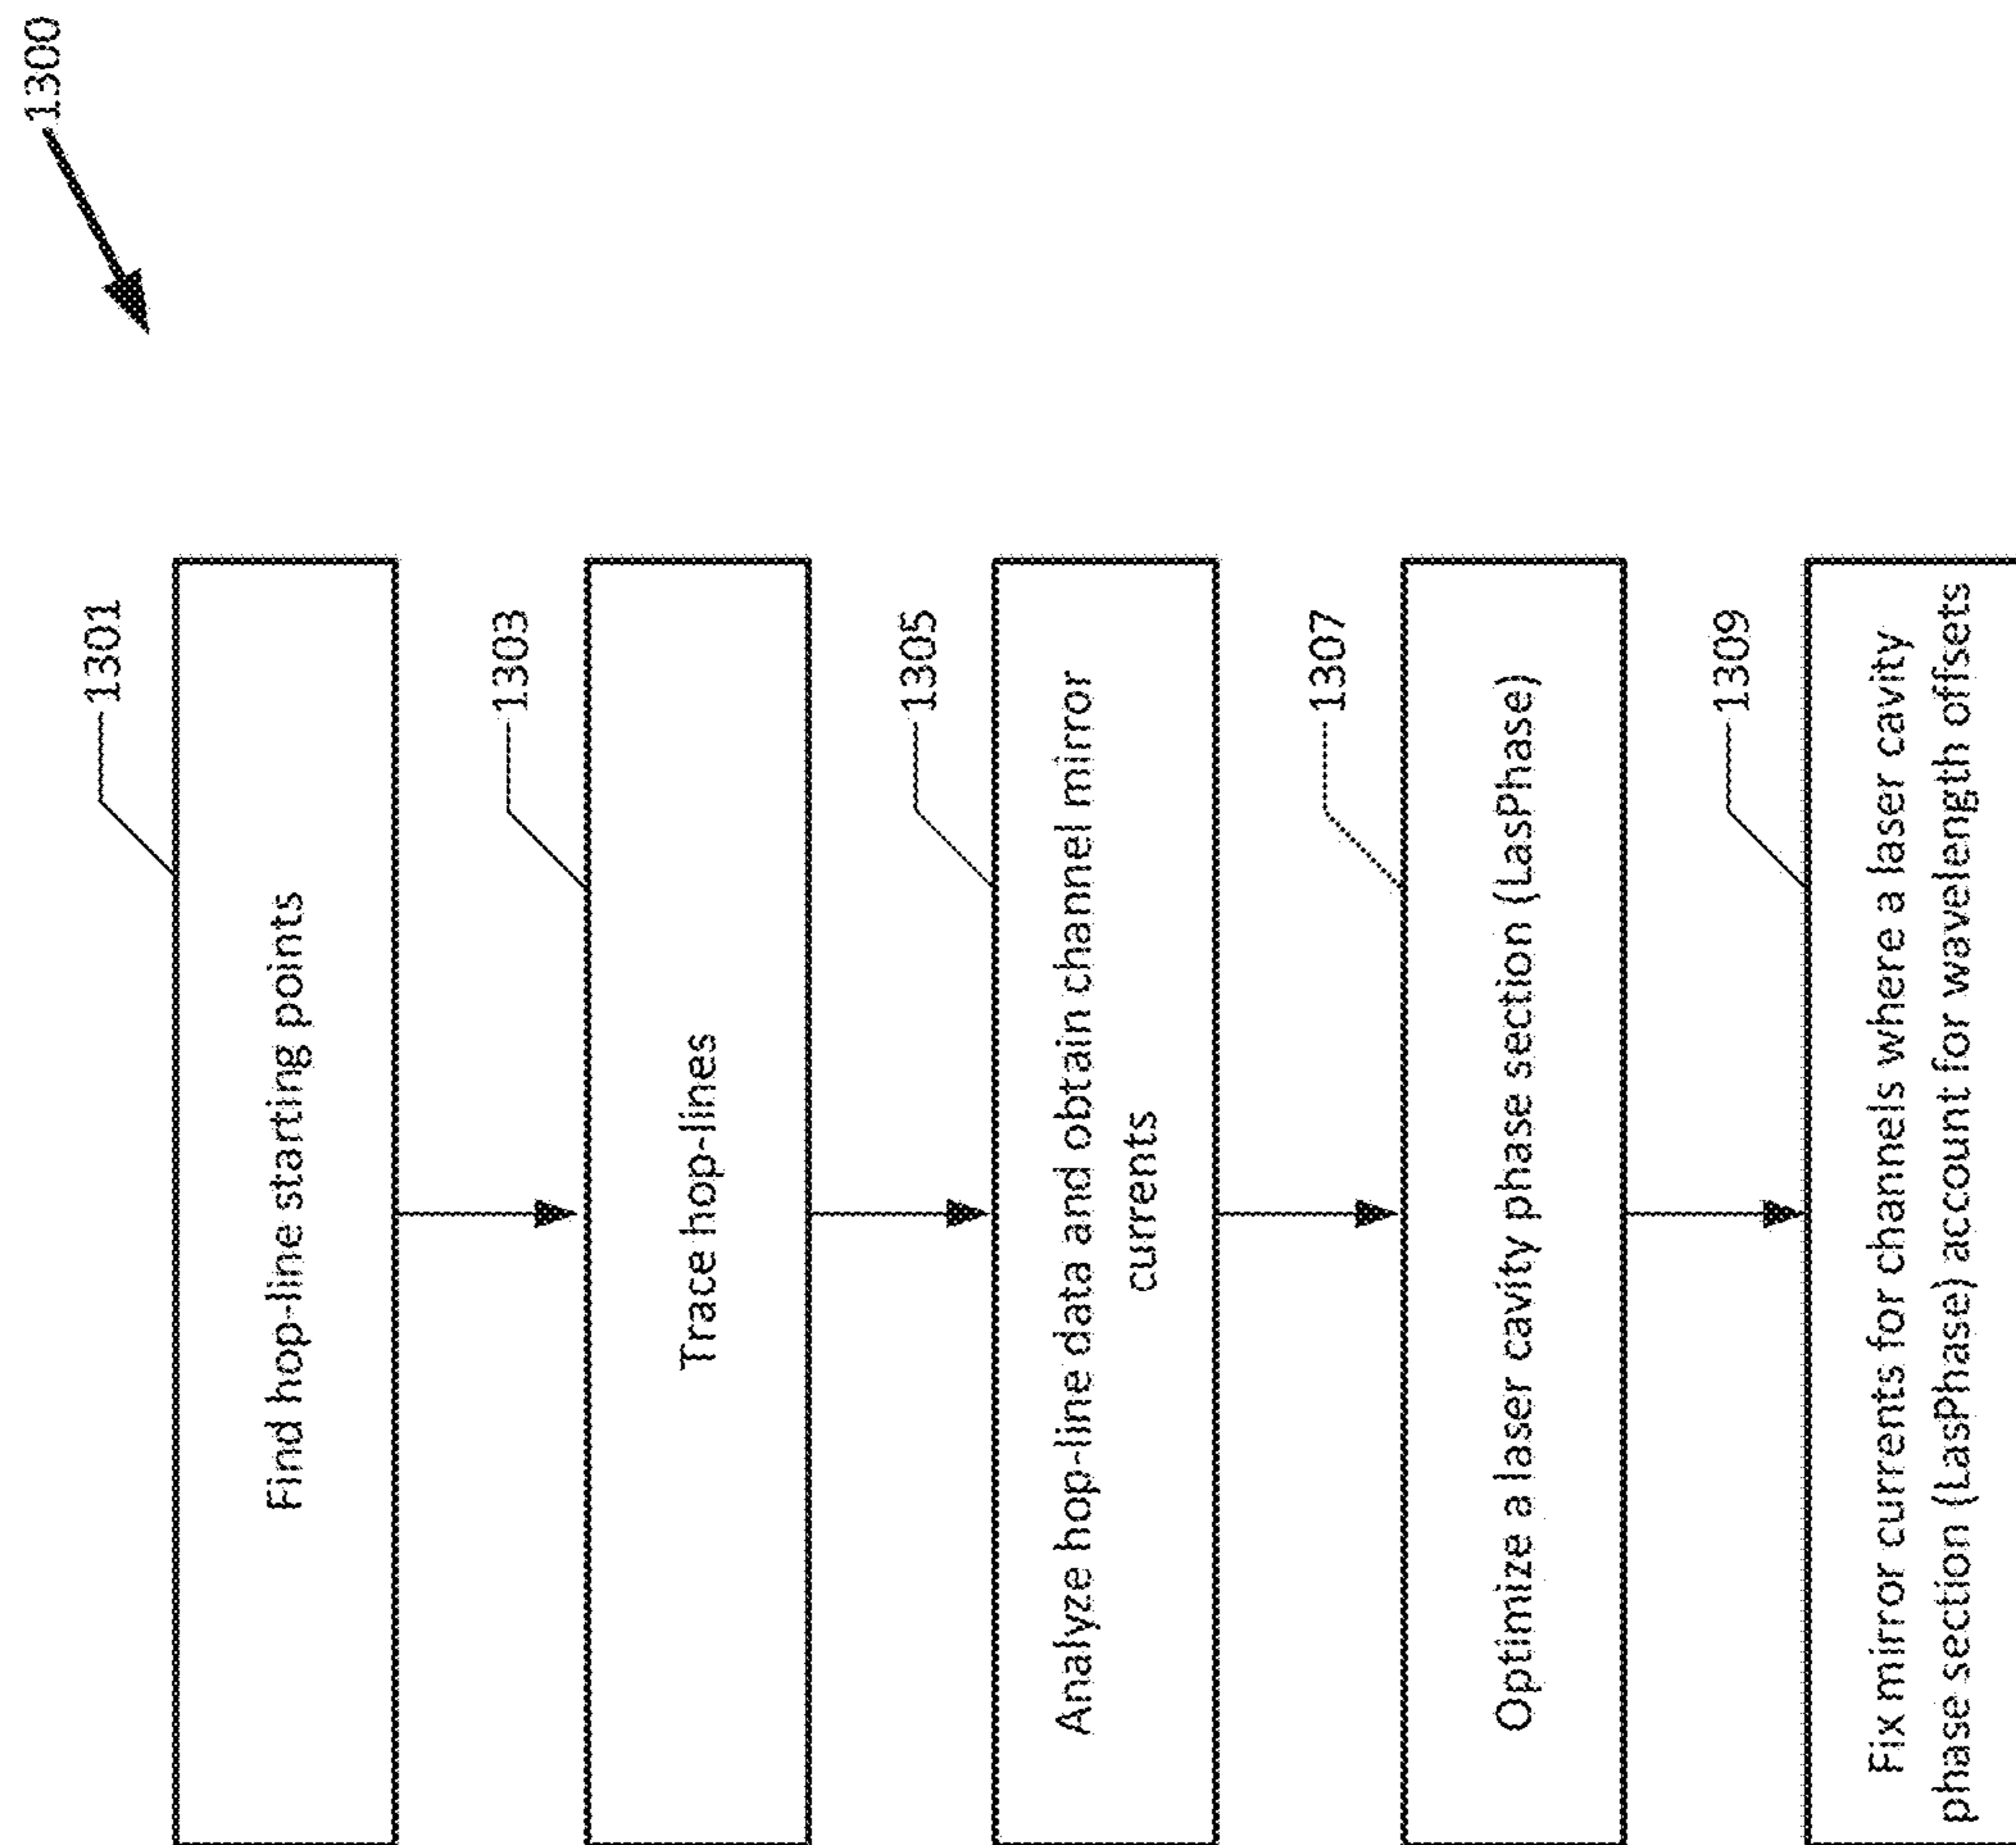 1300
1301
Find hop-line starting points
1303
Trace hop-lines
1305
Analyze hop-line data and obtain channel mirror
currents
1307
Optimize a laser cavity phase section (LasPhase)
1309
Fix mirror currents for channels where a laser cavity
phase section (LasPhase) account for wavelength offsets